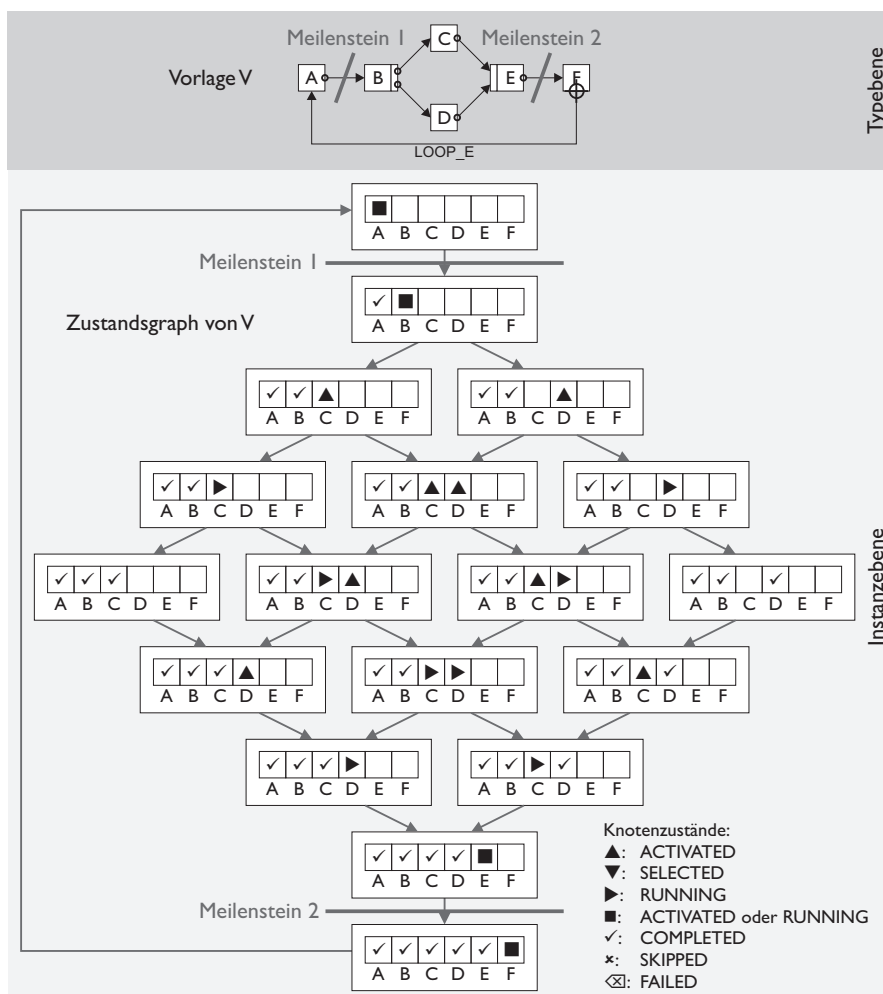 Meilenstein 1 C Meilenstein 2
Vorlage V A B E F
D
LOOP_E
Typebene
A B C D E F
Meilenstein 1
✓
A B C D E F
Zustandsgraph von V
✓ ✓
A B C D E F
✓ ✓
A B C D E F
✓ ✓
A B C D E F
✓ ✓
A B C D E F
✓ ✓
A B C D E F
✓ ✓ ✓
A B C D E F
✓ ✓
A B C D E F
✓ ✓
A B C D E F
✓ ✓ ✓
A B C D E F
Instanzebene
✓ ✓ ✓
A B C D E F
✓ ✓
A B C D E F
✓ ✓ ✓
A B C D E F
✓ ✓ ✓
A B C D E F
✓ ✓ ✓
A B C D E F
✓ ✓ ✓ ✓
A B C D E F
Meilenstein 2
✓ ✓ ✓ ✓ ✓
A B C D E F
Knotenzustände:
▲: ACTIVATED
▼: SELECTED
▶: RUNNING
■: ACTIVATED oder RUNNING
✓: COMPLETED
×: SKIPPED
⌫: FAILED